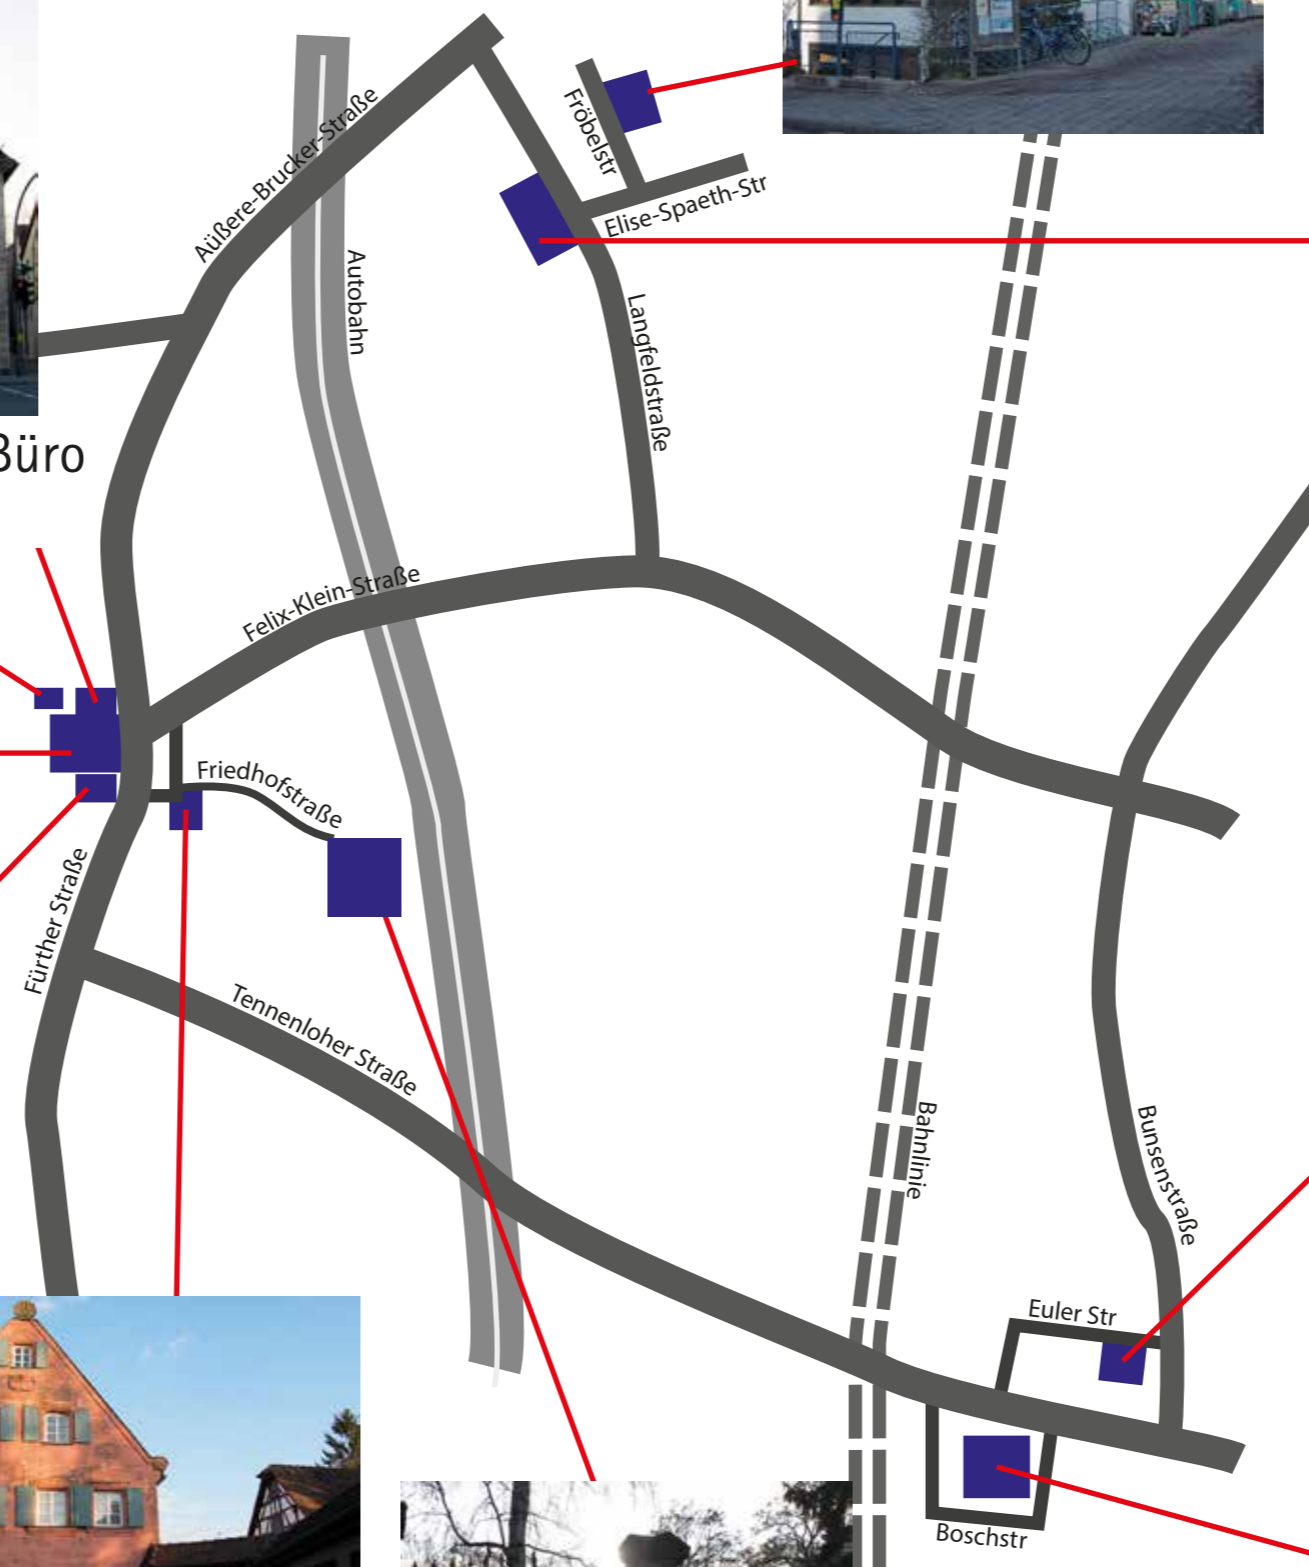 Aüßere-Brucker-Straße
Fröbelstr
Elise-Spaeth-Str
Autobahn
Langfeldstraße
Büro
Felix-Klein-Straße
Friedhofstraße
Fürther Straße
Tennenloher Straße
Bahnlinie
Bunsenstraße
Euler Str
Boschstr